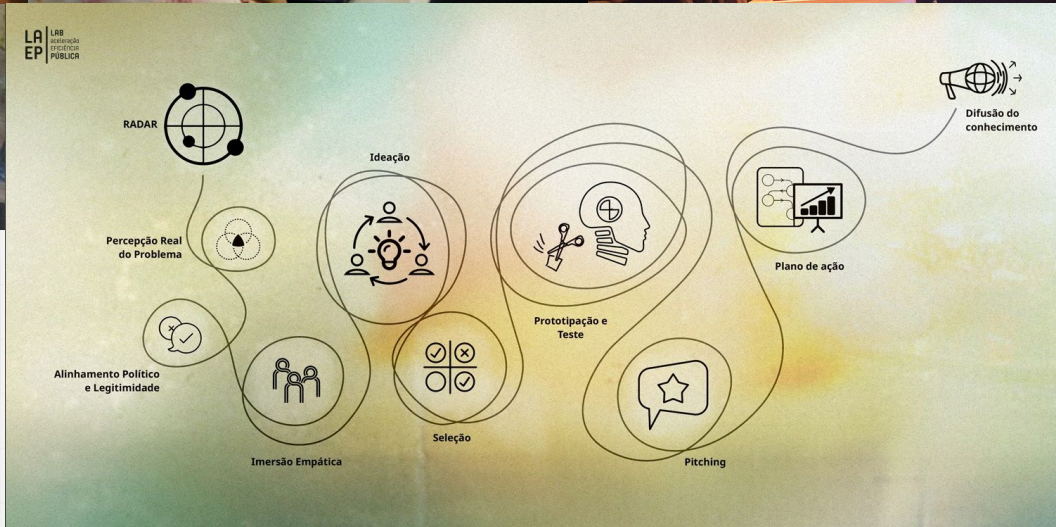 LA
EP
LAB
aceleração
EFICIÊNCIA
PÚBLICA
RADAR
Percepção Real
do Problema
Alinhamento Político
e Legitimidade
Imersão Empática
Ideação
Seleção
Prototipação e
Teste
Pitching
Plano de ação
Difusão do
conhecimento